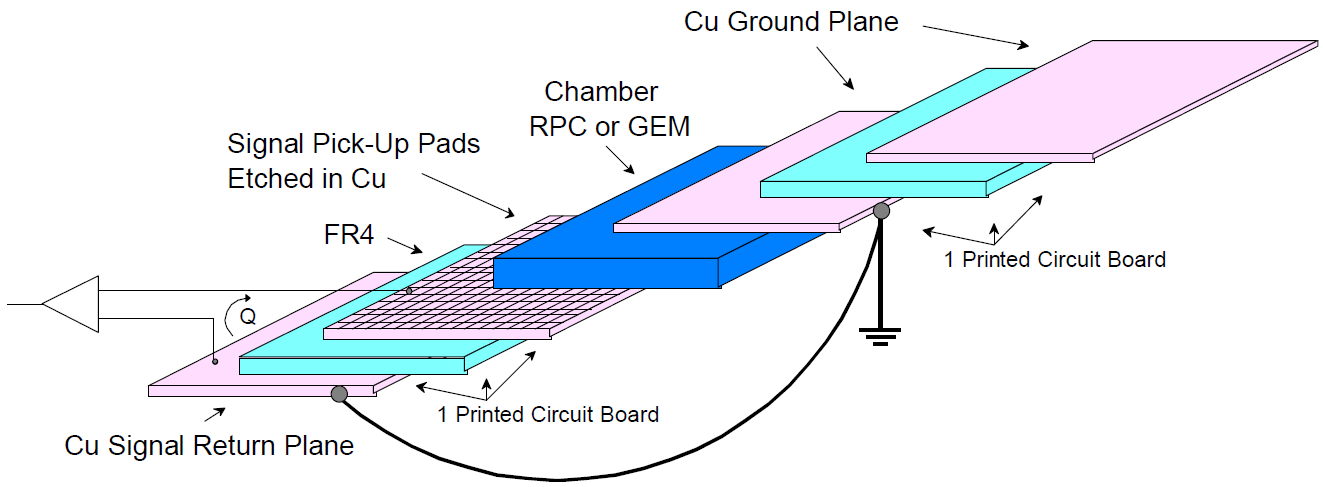 Cu Ground Plane
Chamber
RPC or GEM
Signal Pick-Up Pads
Etched in Cu
FR4
1 Printed Circuit Board
Q
1 Printed Circuit Board
Cu Signal Return Plane